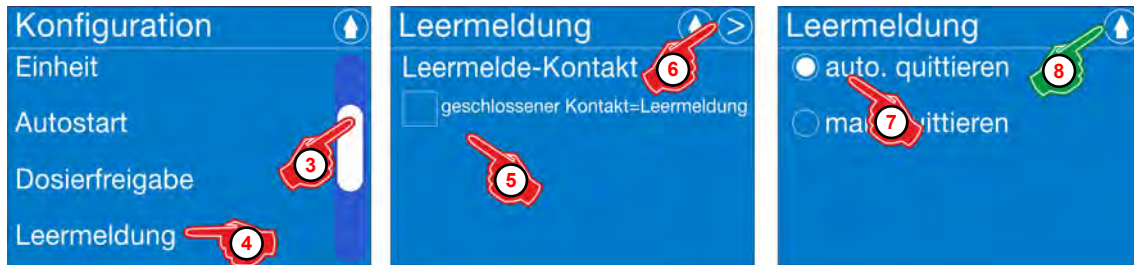 Konfiguration
Einheit
Autostart
Dosierfreigabe
Leermeldung
3
4
Leermeldung >
Leermelde-Kontakt
geschlossener Kontakt=Leermeldung
6
5
Leermeldung
auto. quittieren
quittieren
8
7